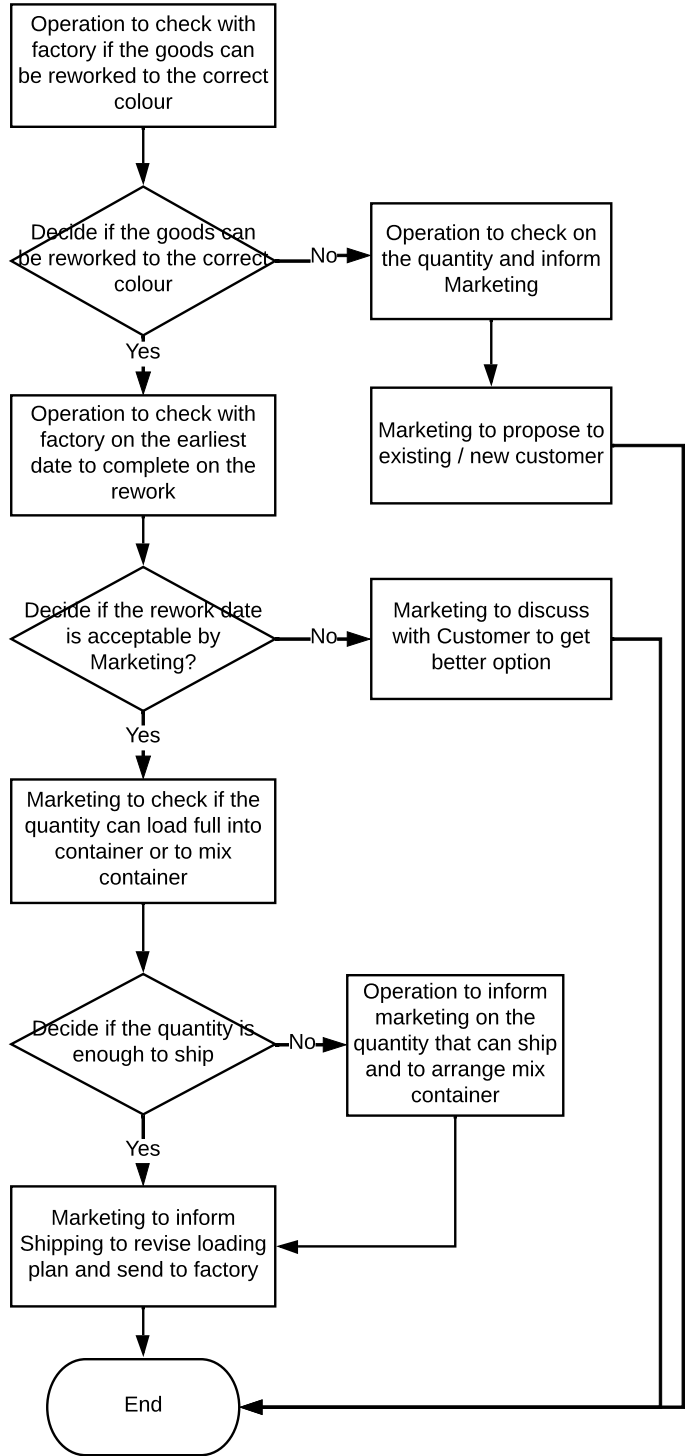 Operation to check with
factory if the goods can
be reworked to the correct
colour
Decide if the goods can
be reworked to the correct
colour
No
Operation to check on
the quantity and inform
Marketing
Yes
Operation to check with
factory on the earliest
date to complete on the
rework
Marketing to propose to
existing / new customer
Decide if the rework date
is acceptable by
Marketing?
No
Marketing to discuss
with Customer to get
better option
Yes
Marketing to check if the
quantity can load full into
container or to mix
container
Decide if the quantity is
enough to ship
No
Operation to inform
marketing on the
quantity that can ship
and to arrange mix
container
Yes
Marketing to inform
Shipping to revise loading
plan and send to factory
End